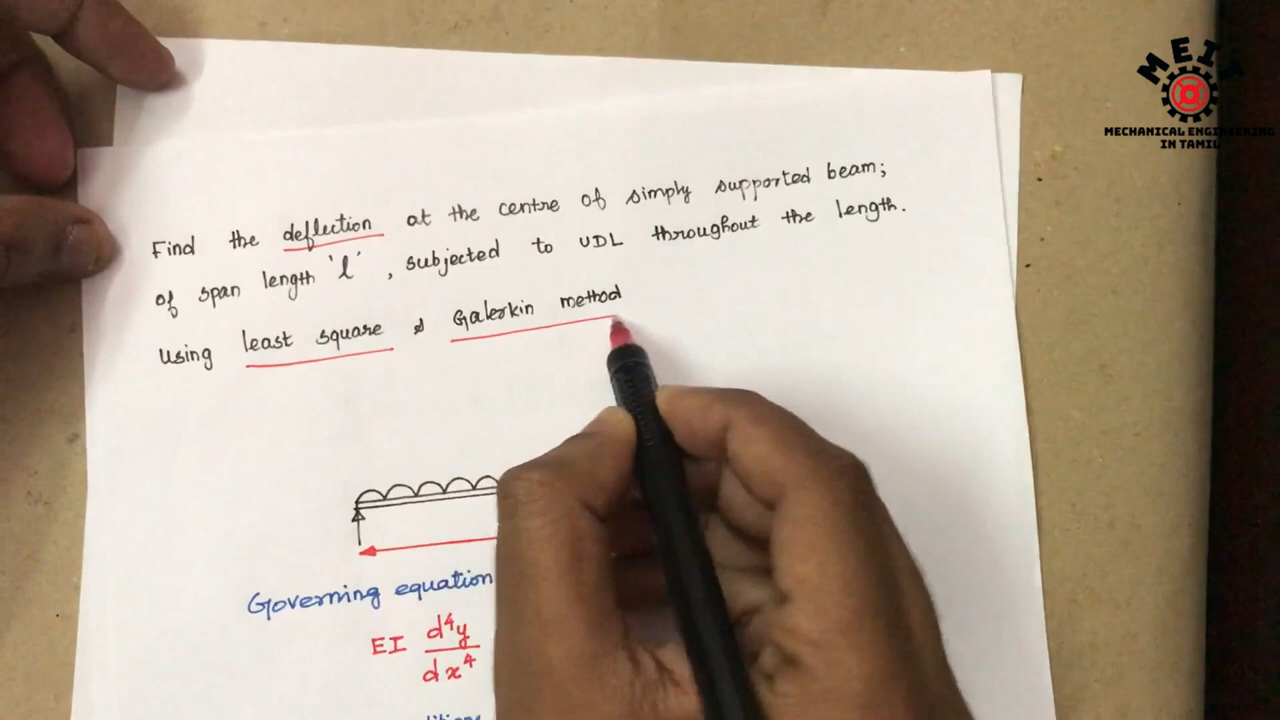 MEIT
MECHANICAL ENGINEERING
IN TAMIL
Find the deflection at the centre of simply supported beam;
of span length 'l', subjected to UDL throughout the length.
Using least square & Galerkin method
Governing equation
EI d⁴y
dx⁴